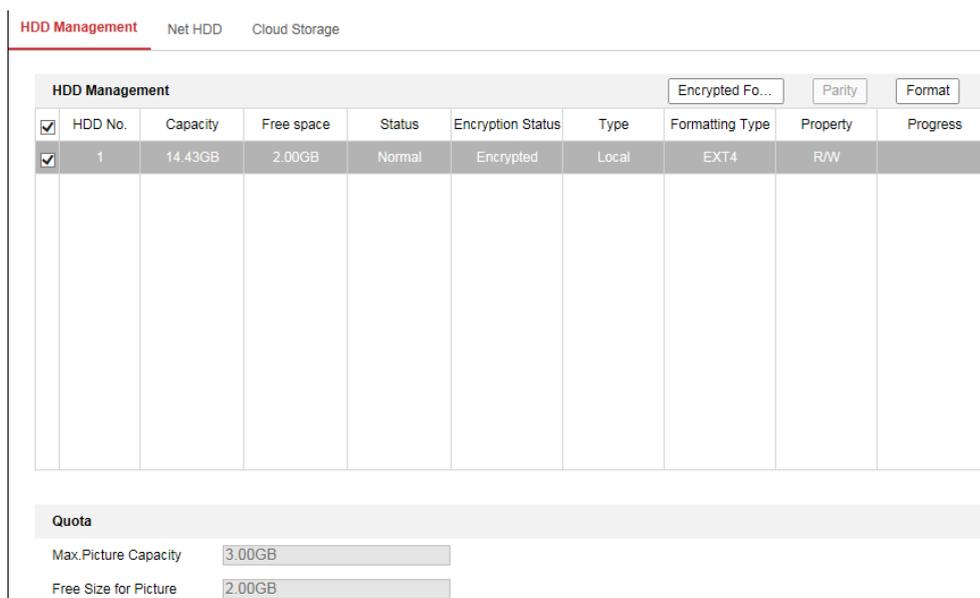 HDD Management Net HDD Cloud Storage
HDD Management Encrypted Fo... Parity Format
HDD No. Capacity Free space Status Encryption Status Type Formatting Type Property Progress
1 14.43GB 2.00GB Normal Encrypted Local EXT4 R/W
Quota
Max.Picture Capacity 3.00GB
Free Size for Picture 2.00GB